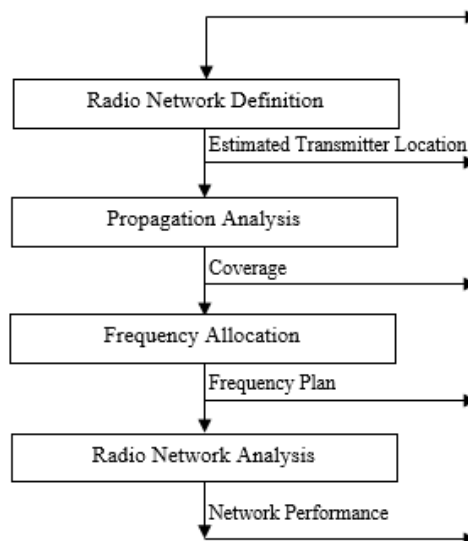 Radio Network Definition
Estimated Transmitter Location
Propagation Analysis
Coverage
Frequency Allocation
Frequency Plan
Radio Network Analysis
Network Performance